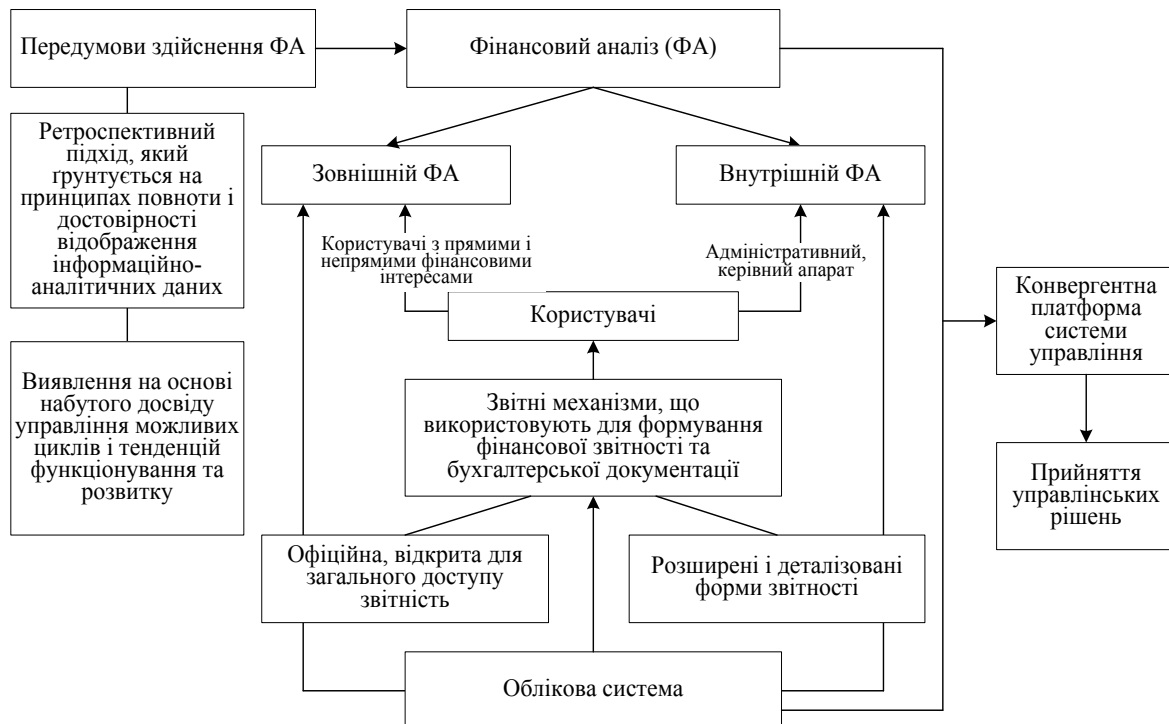 Передумови здійснення ФА
Фінансовий аналіз (ФА)
Ретроспективний
підхід, який
ґрунтується на
принципах повноти і
достовірності
відображення
інформаційно-
аналітичних даних
Зовнішній ФА
Внутрішній ФА
Користувачі з прямими і
непрямими фінансовими
інтересами
Адміністративний,
керівний апарат
Користувачі
Конвергентна
платформа
системи
управління
Виявлення на основі
набутого досвіду
управління можливих
циклів і тенденцій
функціонування та
розвитку
Звітні механізми, що
використовують для формування
фінансової звітності та
бухгалтерської документації
Прийняття
управлінських
рішень
Офіційна, відкрита для
загального доступу
звітність
Розширені і деталізовані
форми звітності
Облікова система